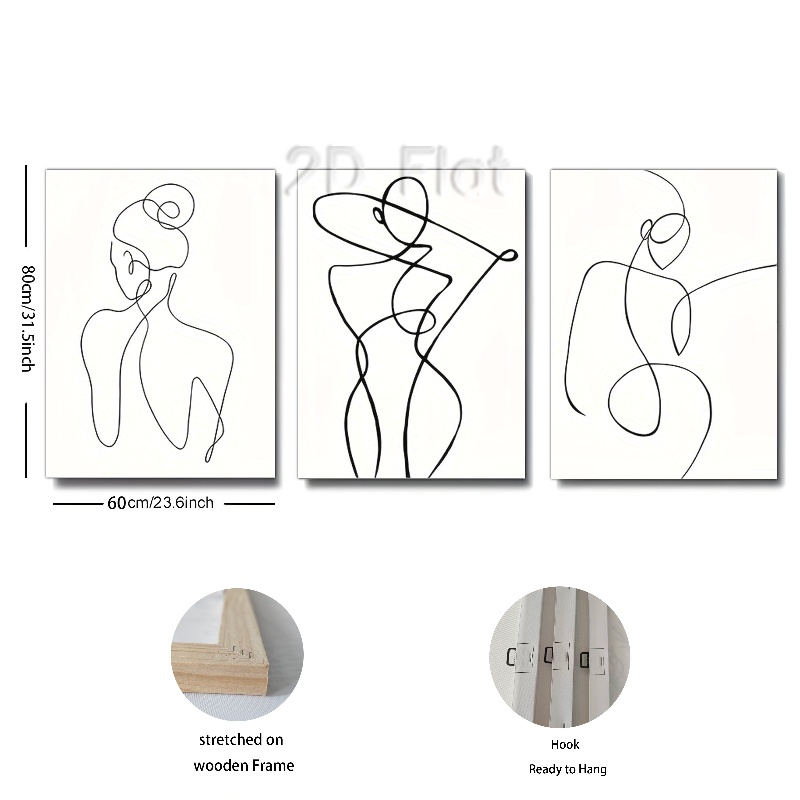 2D Flat
80cm/31.5inch
60cm/23.6inch
stretched on
wooden Frame
Hook
Ready to Hang